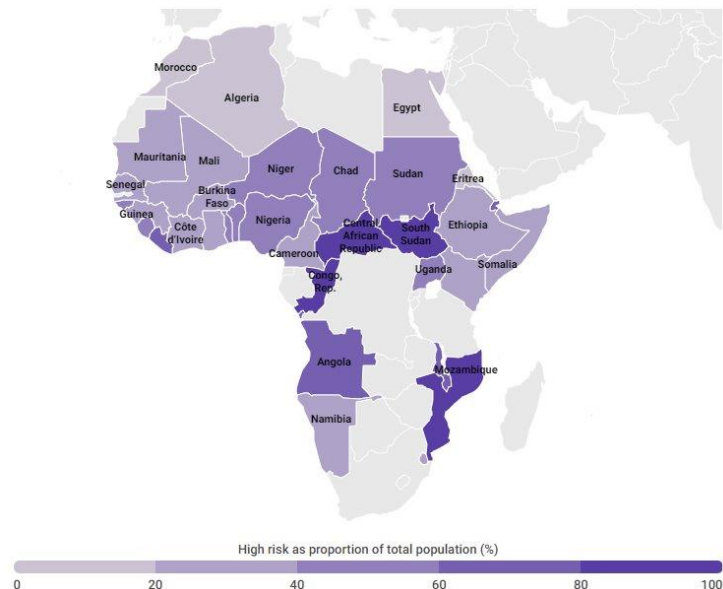 Morocco
Algeria
Egypt
Mauritania
Mali
Niger
Chad
Sudan
Eritrea
Senegal
Burkina
Faso
Guinea
Côte
d'Ivoire
Nigeria
Central
African
Republic
South
Sudan
Ethiopia
Cameroon
Uganda
Somalia
Congo,
Rep.
Angola
Mozambique
Namibia
High risk as proportion of total population (%)
0 20 40 60 80 100